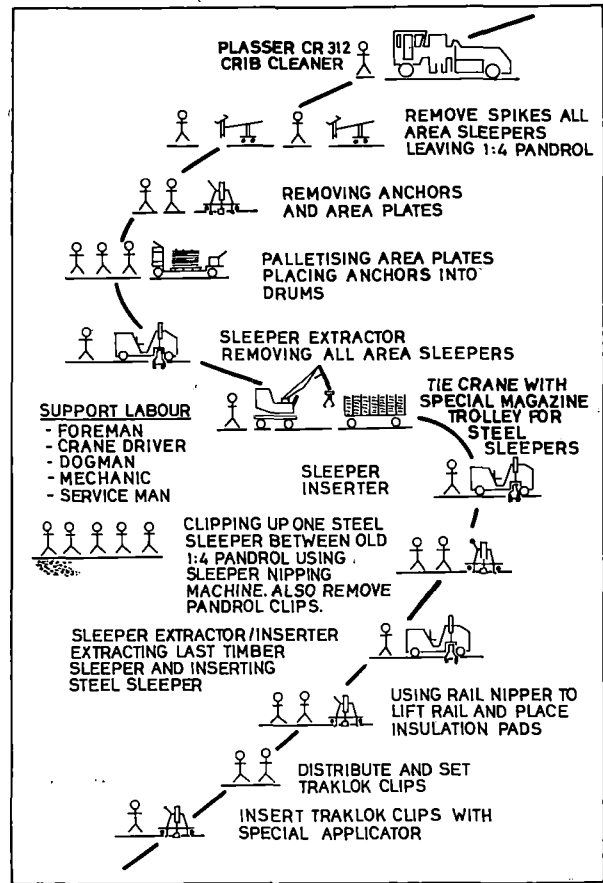 PLASSER CR 312
CRIB CLEANER
REMOVE SPIKES ALL
AREA SLEEPERS
LEAVING 1:4 PANDROL
REMOVING ANCHORS
AND AREA PLATES
PALLETISING AREA PLATES
PLACING ANCHORS INTO
DRUMS
SLEEPER EXTRACTOR
REMOVING ALL AREA SLEEPERS
TIE CRANE WITH
SPECIAL MAGAZINE
TROLLEY FOR
STEEL
SLEEPERS
SUPPORT LABOUR
- FOREMAN
- CRANE DRIVER
- DOGMAN
- MECHANIC
- SERVICE MAN
SLEEPER
INSERTER
CLIPPING UP ONE STEEL
SLEEPER BETWEEN OLD
1:4 PANDROL USING
SLEEPER NIPPING
MACHINE. ALSO REMOVE
PANDROL CLIPS.
SLEEPER EXTRACTOR/INSERTER
EXTRACTING LAST TIMBER
SLEEPER AND INSERTING
STEEL SLEEPER
USING RAIL NIPPER TO
LIFT RAIL AND PLACE
INSULATION PADS
DISTRIBUTE AND SET
TRAKLOK CLIPS
INSERT TRAKLOK CLIPS WITH
SPECIAL APPLICATOR